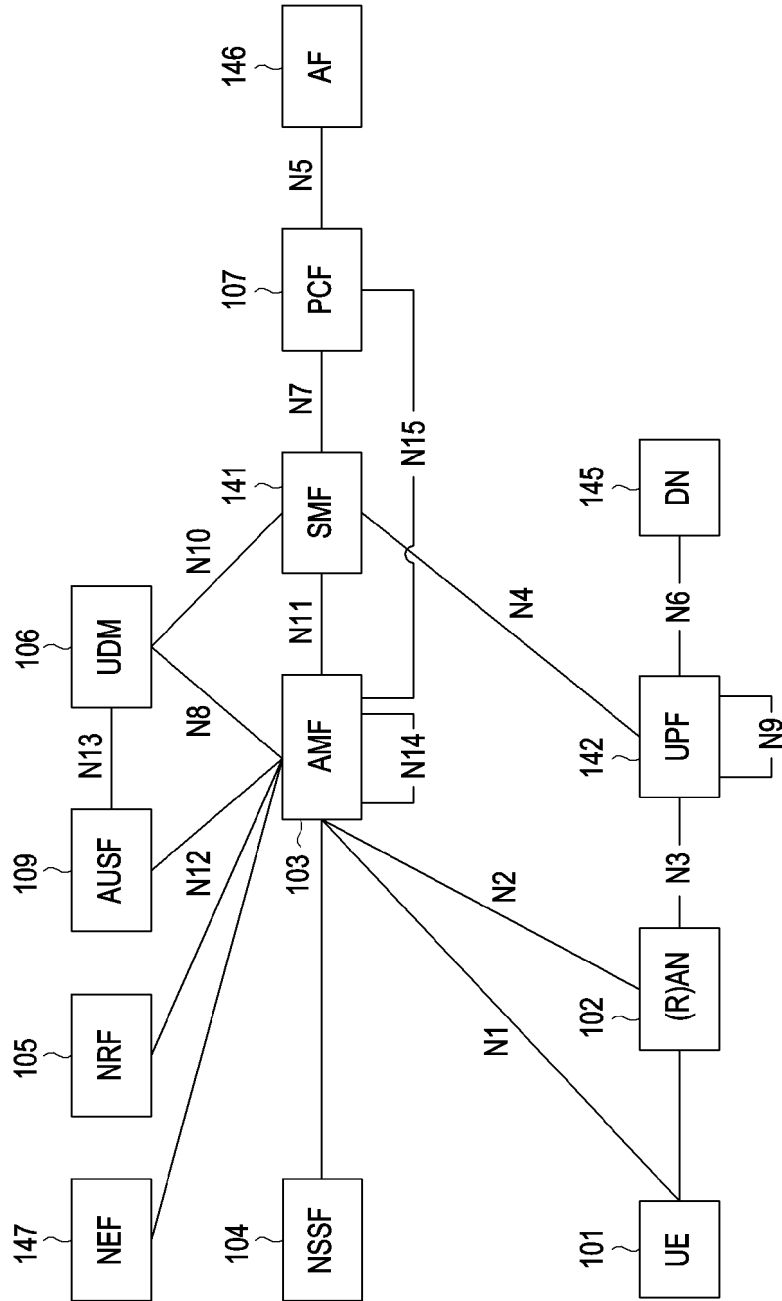 147
NEF
105
NRF
109
AUSF
N13
106
UDM
N12
N8
N10
104
NSSF
103
AMF
N11
141
SMF
N7
107
PCF
N5
146
AF
N14
N15
N1
N2
N4
101
UE
102
(R)AN
N3
142
UPF
N6
145
DN
N9